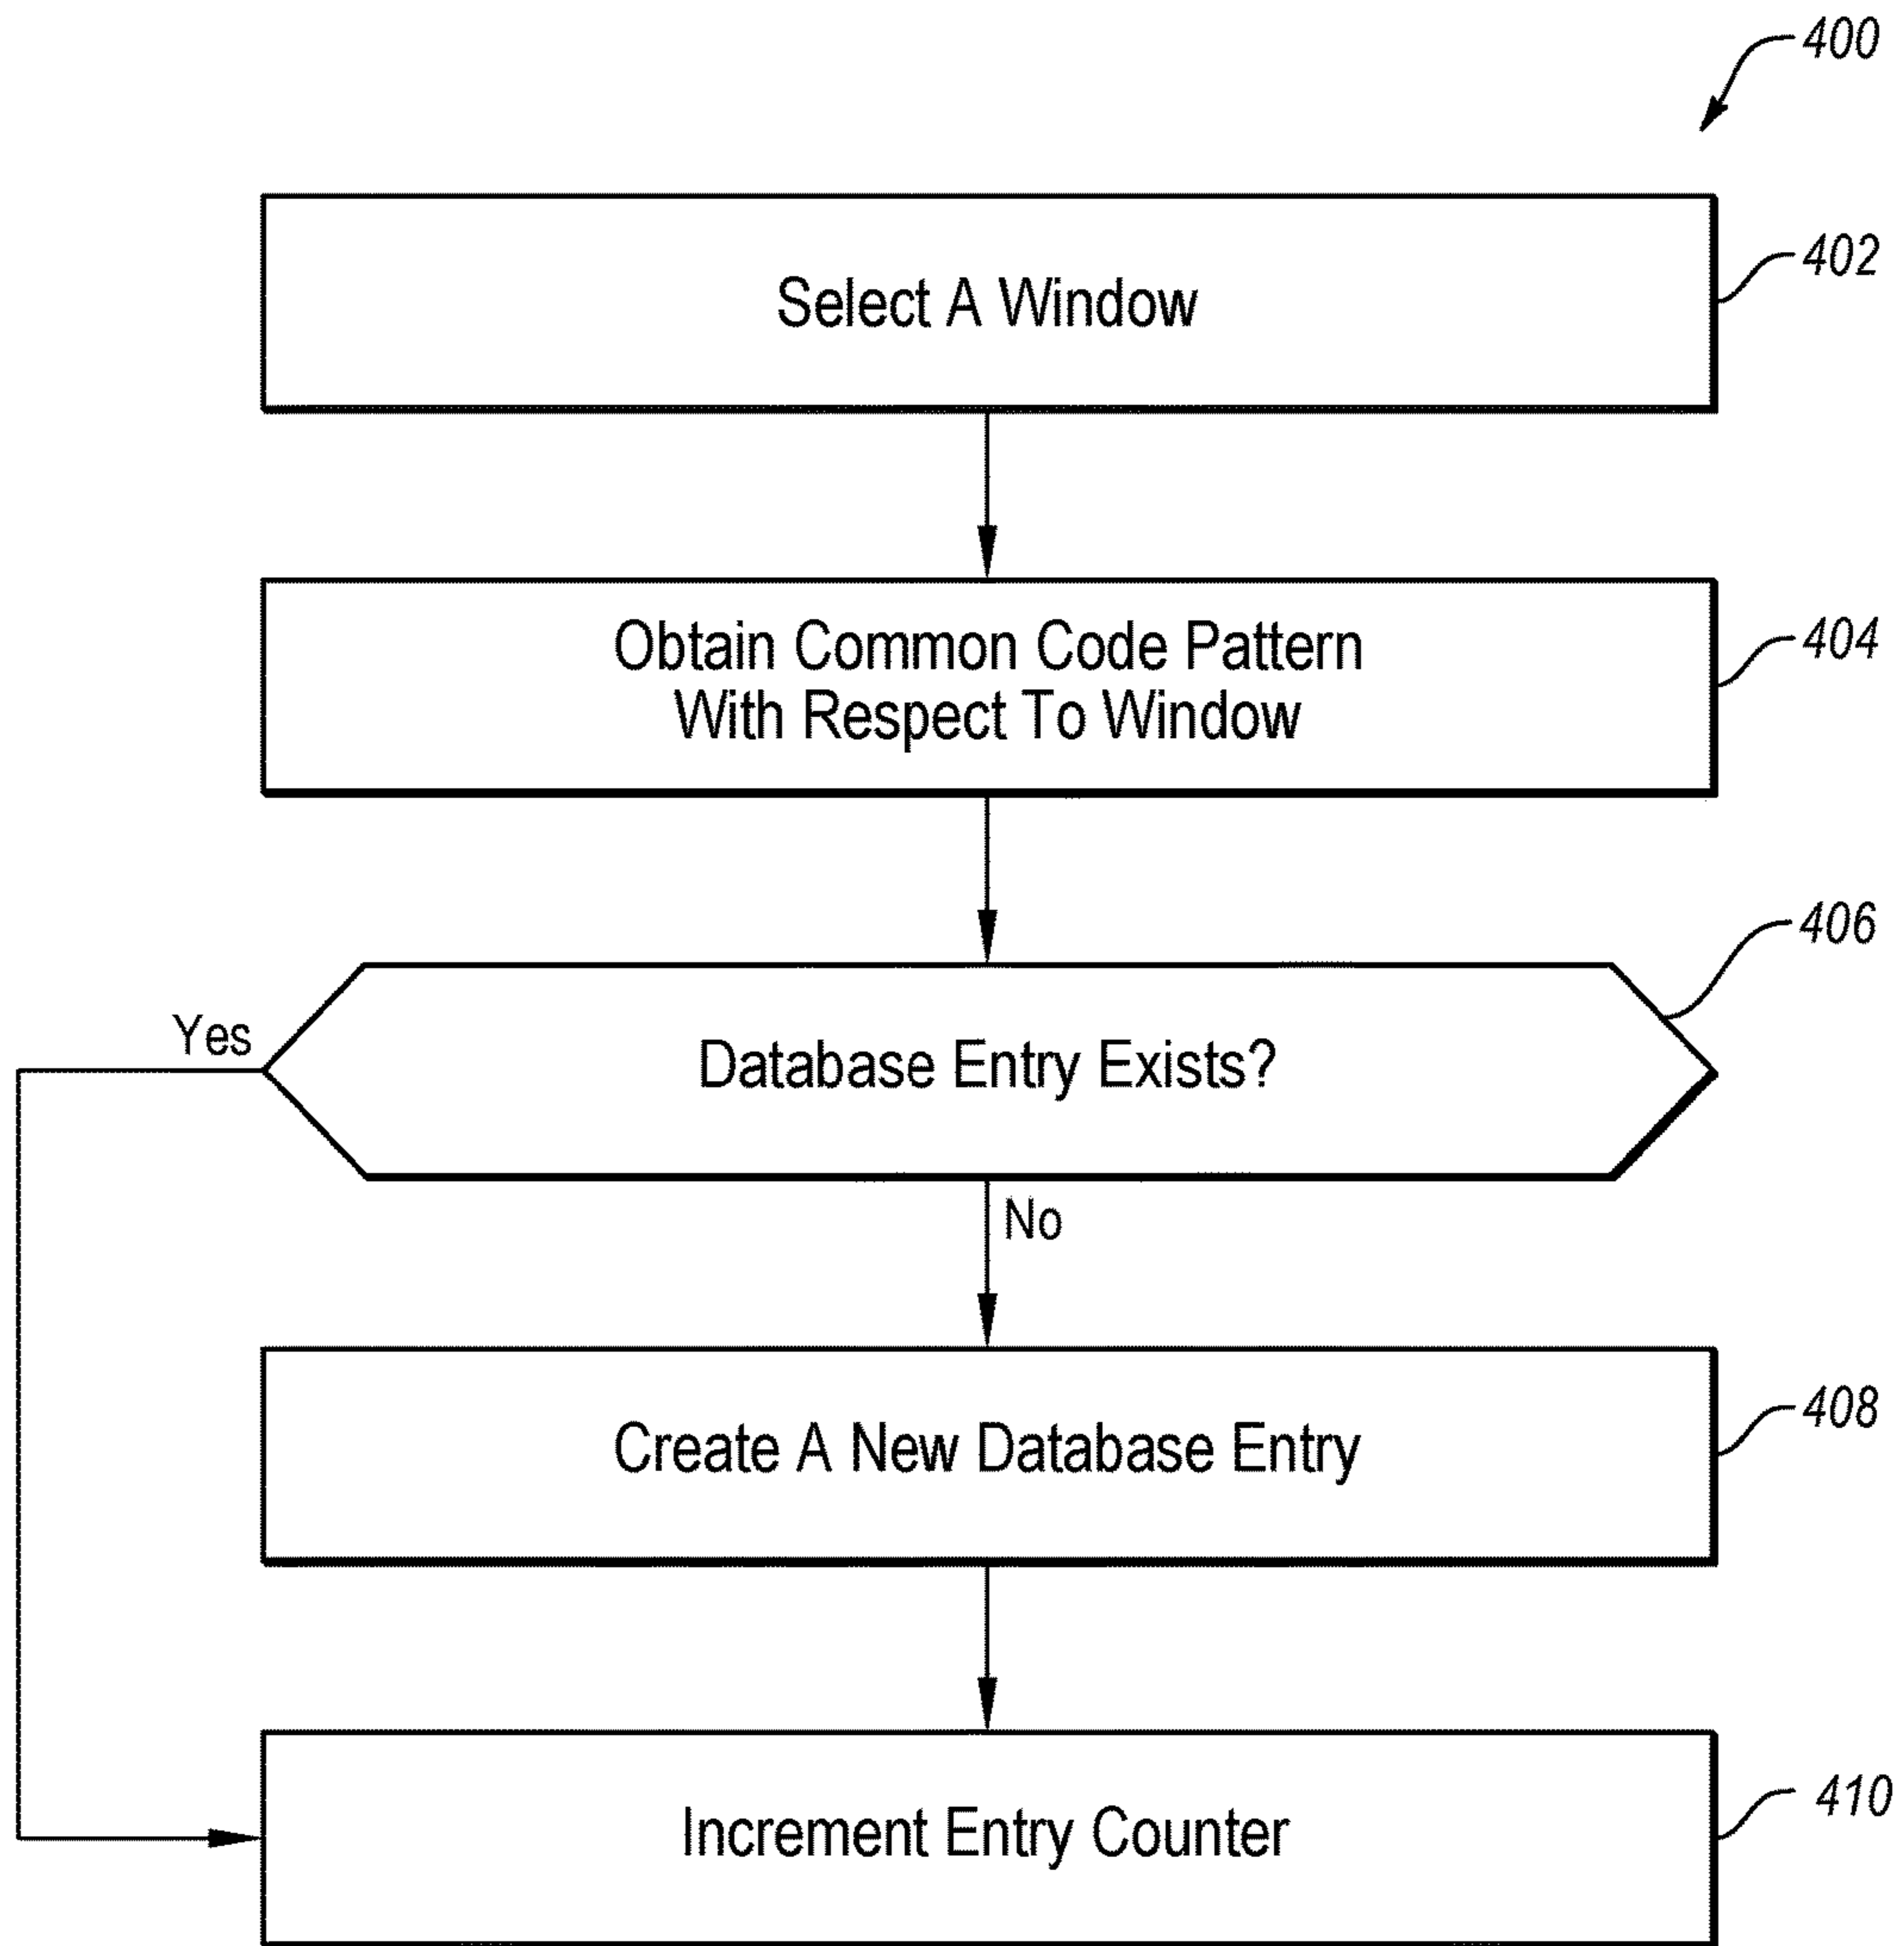 400
Select A Window
402
Obtain Common Code Pattern
With Respect To Window
404
406
Yes
Database Entry Exists?
No
Create A New Database Entry
408
Increment Entry Counter
410